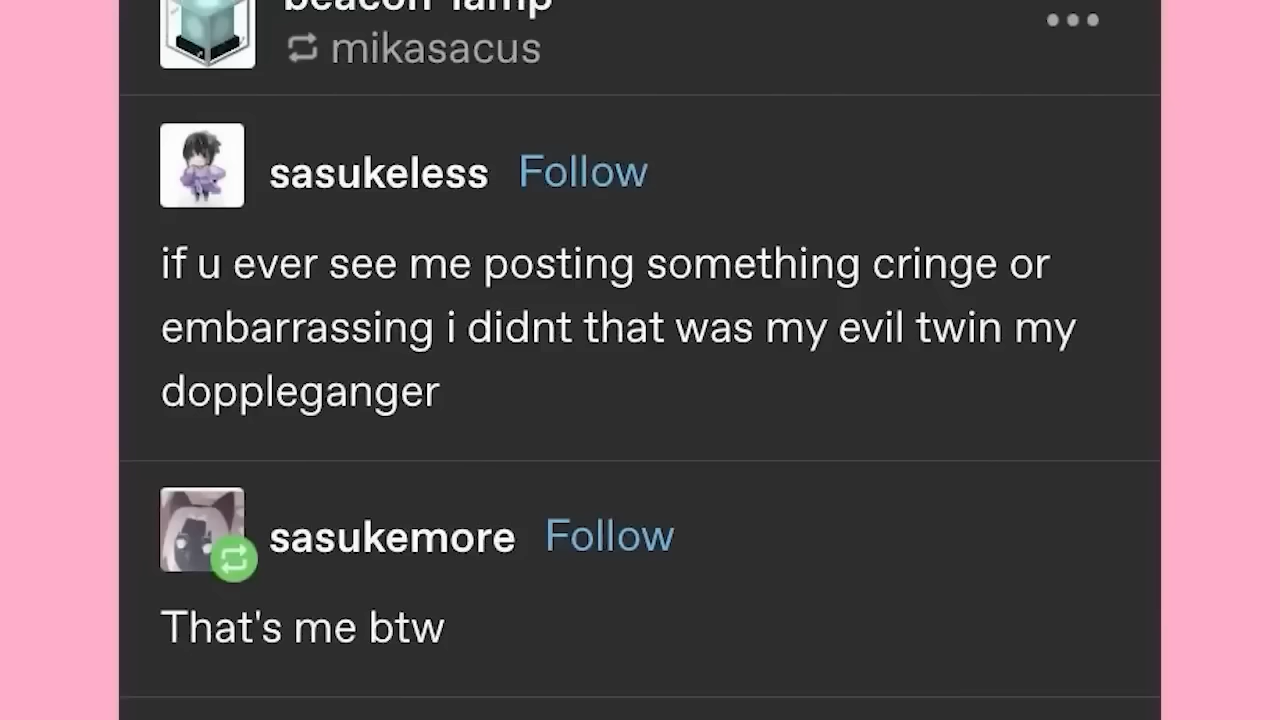 beacon-lamp
mikasacus
sasukeless Follow
if u ever see me posting something cringe or
embarrassing i didnt that was my evil twin my
doppleganger
sasukemore Follow
That's me btw